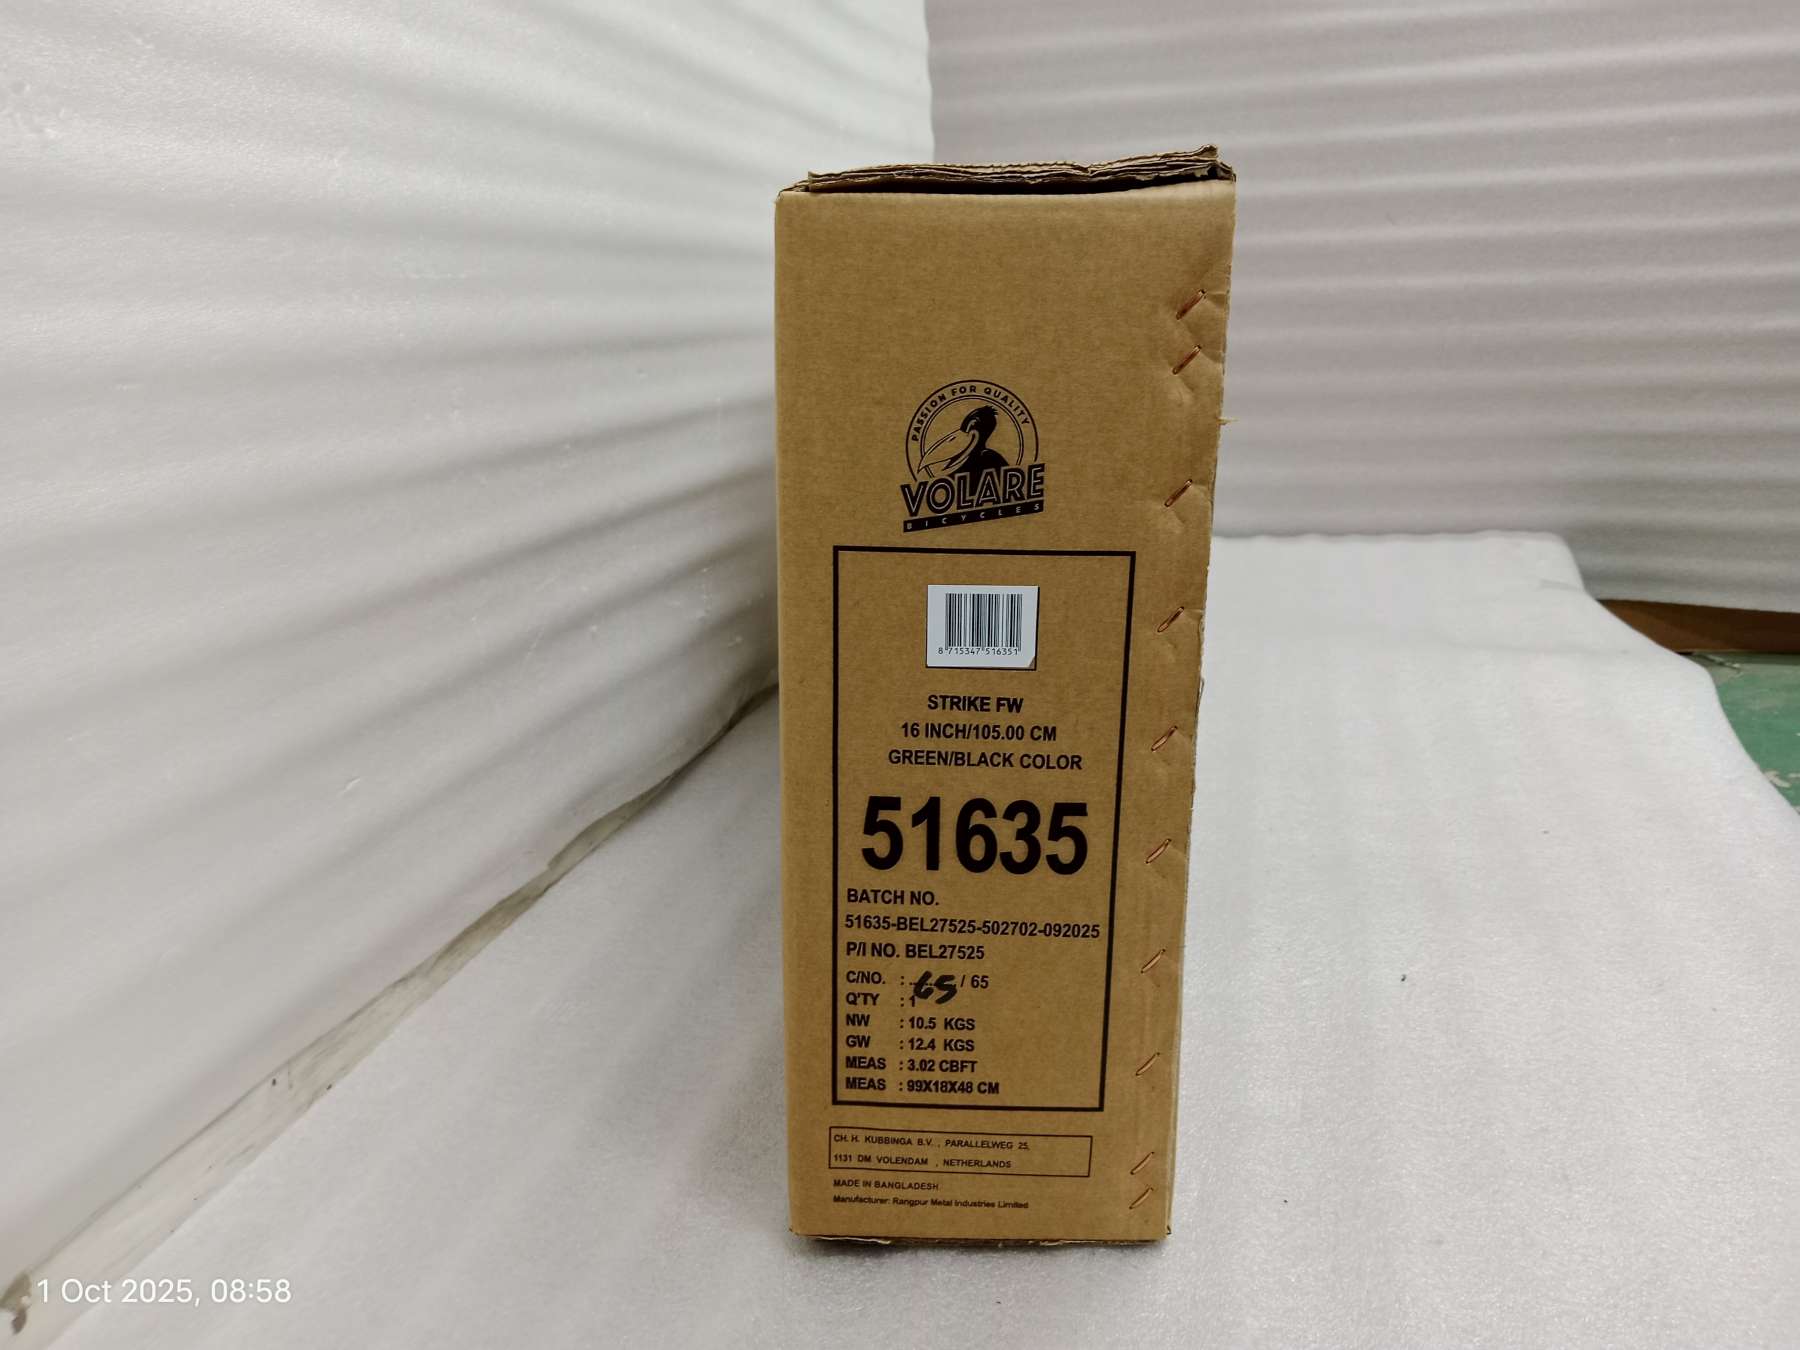 PASSION FOR QUALITY
VOLARE
BICYCLES
8 715347 516351
STRIKE FW
16 INCH/105.00 CM
GREEN/BLACK COLOR
51635
BATCH NO.
51635-BEL27525-502702-092025
P/I NO. BEL27525
C/NO. : 65 / 65
Q'TY : 1
NW : 10.5 KGS
GW : 12.4 KGS
MEAS : 3.02 CBFT
MEAS : 99X18X48 CM
CH. H. KUBBINGA B.V. , PARALLELWEG 25,
1131 DM VOLENDAM , NETHERLANDS
MADE IN BANGLADESH
Manufacturer: Rangpur Metal Industries Limited
1 Oct 2025, 08:58